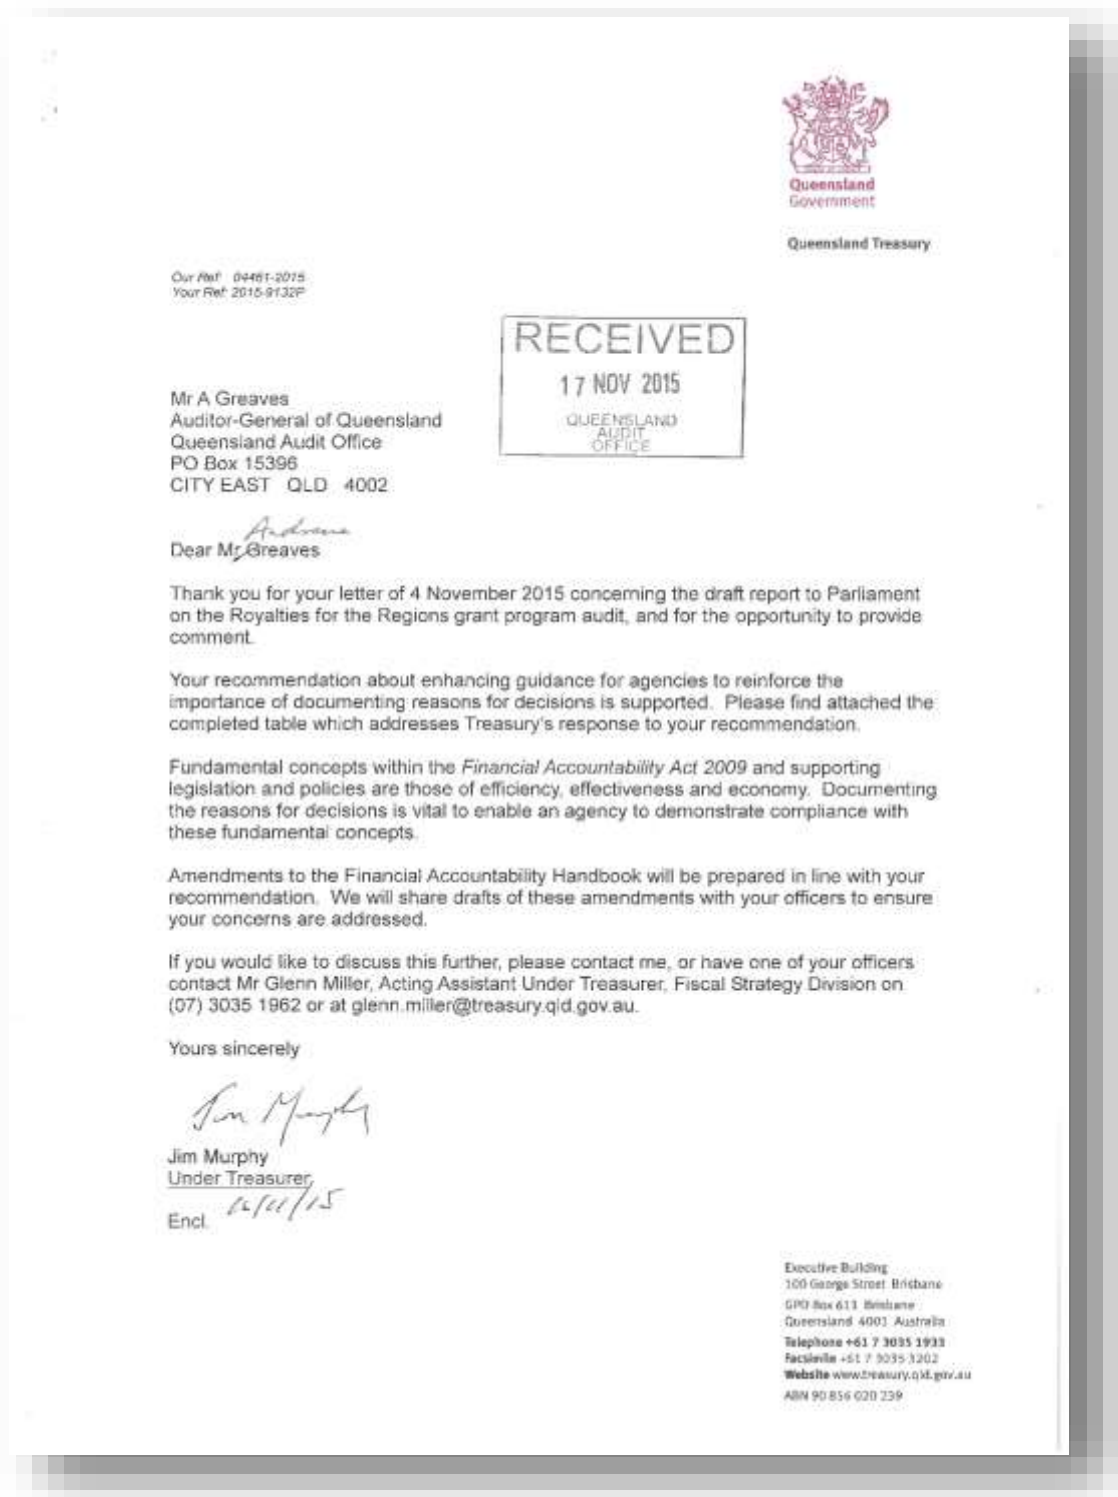 Queensland
Government
Queensland Treasury
Our Ref: 04461-2015
Your Ref: 2015-9132P
RECEIVED
17 NOV 2015
QUEENSLAND
AUDIT
OFFICE
Mr A Greaves
Auditor-General of Queensland
Queensland Audit Office
PO Box 15396
CITY EAST QLD 4002
Dear Mr Greaves
Thank you for your letter of 4 November 2015 concerning the draft report to Parliament
on the Royalties for the Regions grant program audit, and for the opportunity to provide
comment.
Your recommendation about enhancing guidance for agencies to reinforce the
importance of documenting reasons for decisions is supported. Please find attached the
completed table which addresses Treasury's response to your recommendation.
Fundamental concepts within the Financial Accountability Act 2009 and supporting
legislation and policies are those of efficiency, effectiveness and economy. Documenting
the reasons for decisions is vital to enable an agency to demonstrate compliance with
these fundamental concepts.
Amendments to the Financial Accountability Handbook will be prepared in line with your
recommendation. We will share drafts of these amendments with your officers to ensure
your concerns are addressed.
If you would like to discuss this further, please contact me, or have one of your officers
contact Mr Glenn Miller, Acting Assistant Under Treasurer, Fiscal Strategy Division on
(07) 3035 1962 or at glenn.miller@treasury.qld.gov.au.
Yours sincerely
Jim Murphy
Jim Murphy
Under Treasurer
16/11/15
Encl.
Executive Building
100 George Street Brisbane
GPO Box 611 Brisbane
Queensland 4001 Australia
Telephone +61 7 3035 1933
Facsimile +61 7 3035 3202
Website www.treasury.qld.gov.au
ABN 90 856 020 239